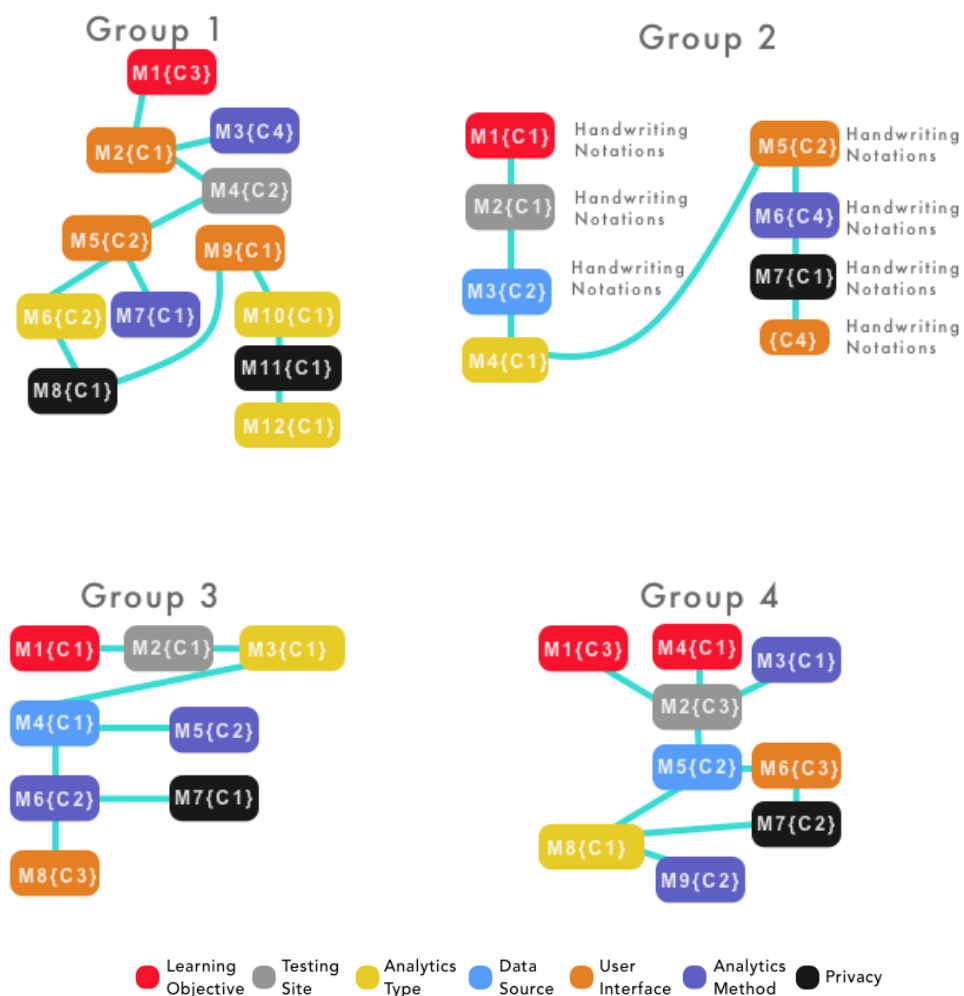 Group 1
M1{C3}
M3{C4}
M2{C1}
M4{C2}
M5{C2}
M9{C1}
M6{C2}
M7{C1}
M10{C1}
M8{C1}
M11{C1}
M12{C1}
Group 2
M1{C1}
Handwriting
Notations
M2{C1}
Handwriting
Notations
M3{C2}
Handwriting
Notations
M4{C1}
M5{C2}
Handwriting
Notations
M6{C4}
Handwriting
Notations
M7{C1}
Handwriting
Notations
{C4}
Handwriting
Notations
Group 3
M1{C1}
M2{C1}
M3{C1}
M4{C1}
M5{C2}
M6{C2}
M7{C1}
M8{C3}
Group 4
M1{C3}
M4{C1}
M3{C1}
M2{C3}
M5{C2}
M6{C3}
M7{C2}
M8{C1}
M9{C2}
Learning
Objective
Testing
Site
Analytics
Type
Data
Source
User
Interface
Analytics
Method
Privacy